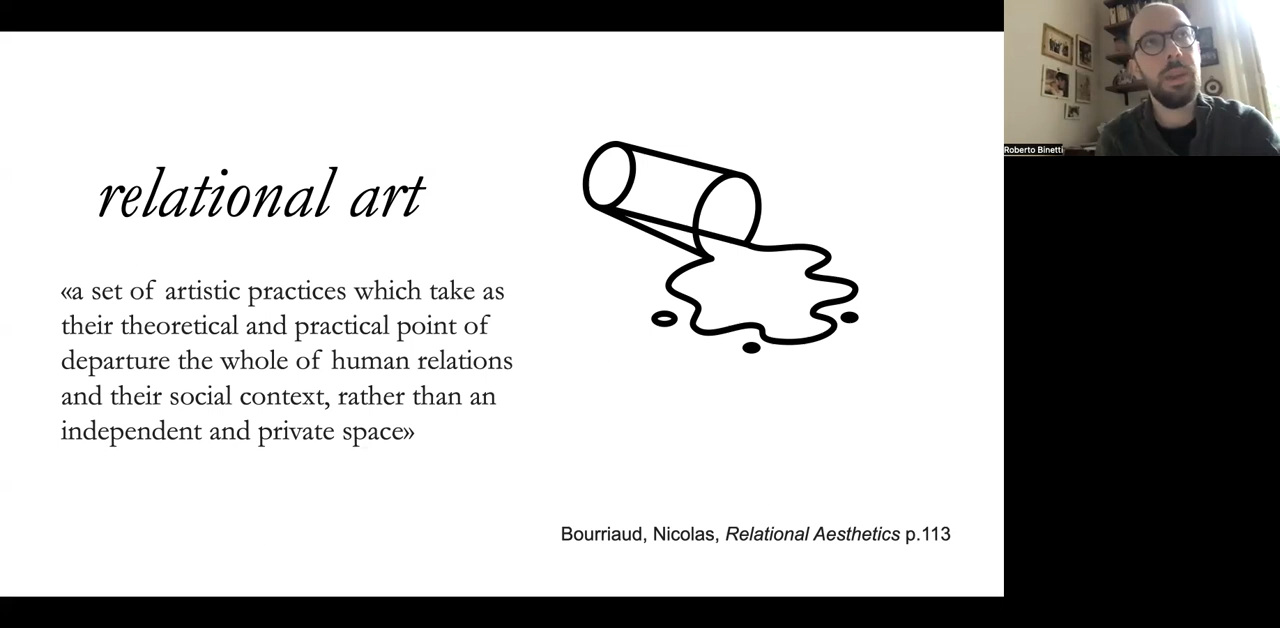 relational art
«a set of artistic practices which take as
their theoretical and practical point of
departure the whole of human relations
and their social context, rather than an
independent and private space»
Bourriaud, Nicolas, Relational Aesthetics p.113
Roberto Binetti